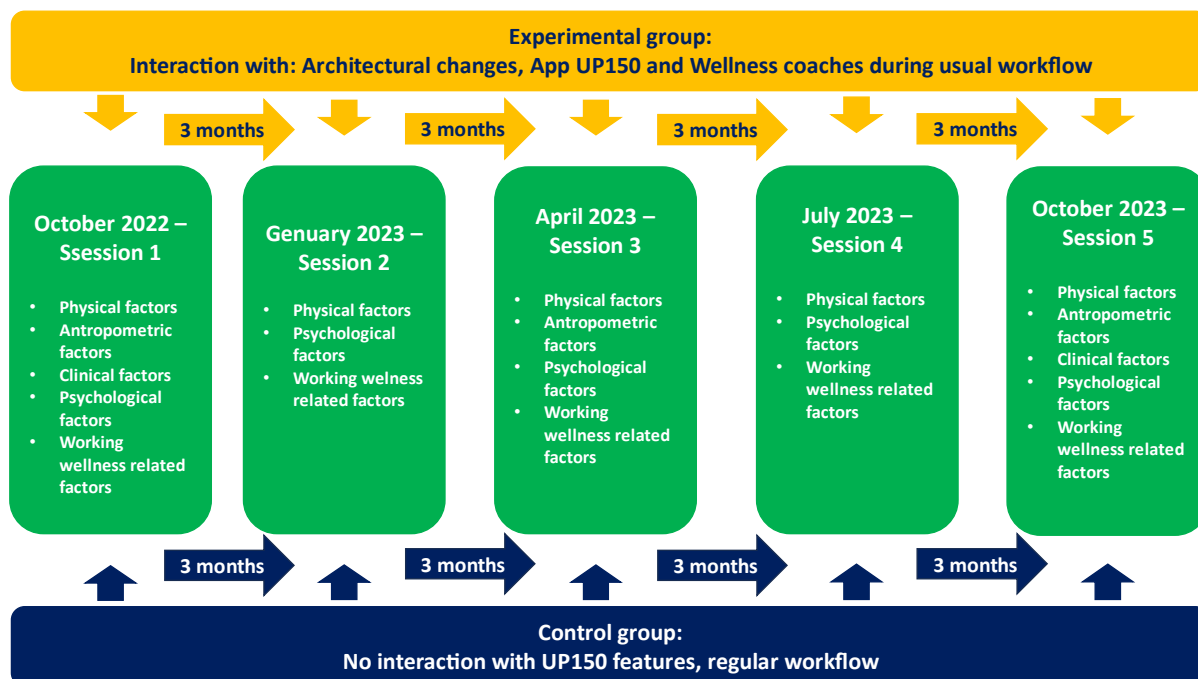 Experimental group:
Interaction with: Architectural changes, App UP150 and Wellness coaches during usual workflow
3 months
3 months
3 months
3 months
October 2022 –
Ssession 1
• Physical factors
• Antropometric
factors
• Clinical factors
• Psychological
factors
• Working
wellness related
factors
Genuary 2023 –
Session 2
• Physical factors
• Psychological
factors
• Working welness
related factors
April 2023 –
Session 3
• Physical factors
• Antropometric
factors
• Psychological
factors
• Working
wellness related
factors
July 2023 –
Session 4
• Physical factors
• Psychological
factors
• Working
wellness related
factors
October 2023 –
Session 5
• Physical factors
• Antropometric
factors
• Clinical factors
• Psychological
factors
• Working
wellness related
factors
3 months
3 months
3 months
3 months
Control group:
No interaction with UP150 features, regular workflow